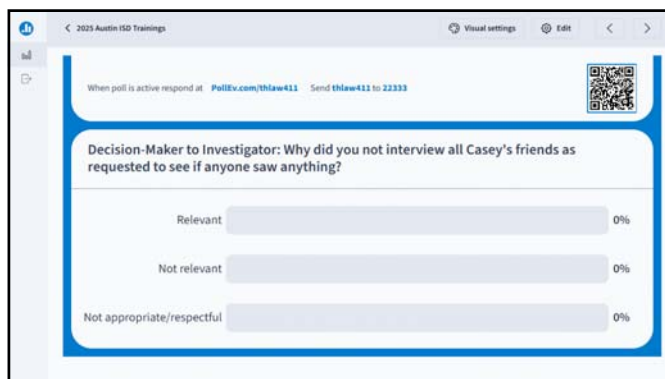 2025 Austin ISD Trainings
Visual settings
Edit
When poll is active respond at PollEv.com/thlaw411 Send thlaw411 to 22333
Decision-Maker to Investigator: Why did you not interview all Casey's friends as
requested to see if anyone saw anything?
Relevant 0%
Not relevant 0%
Not appropriate/respectful 0%